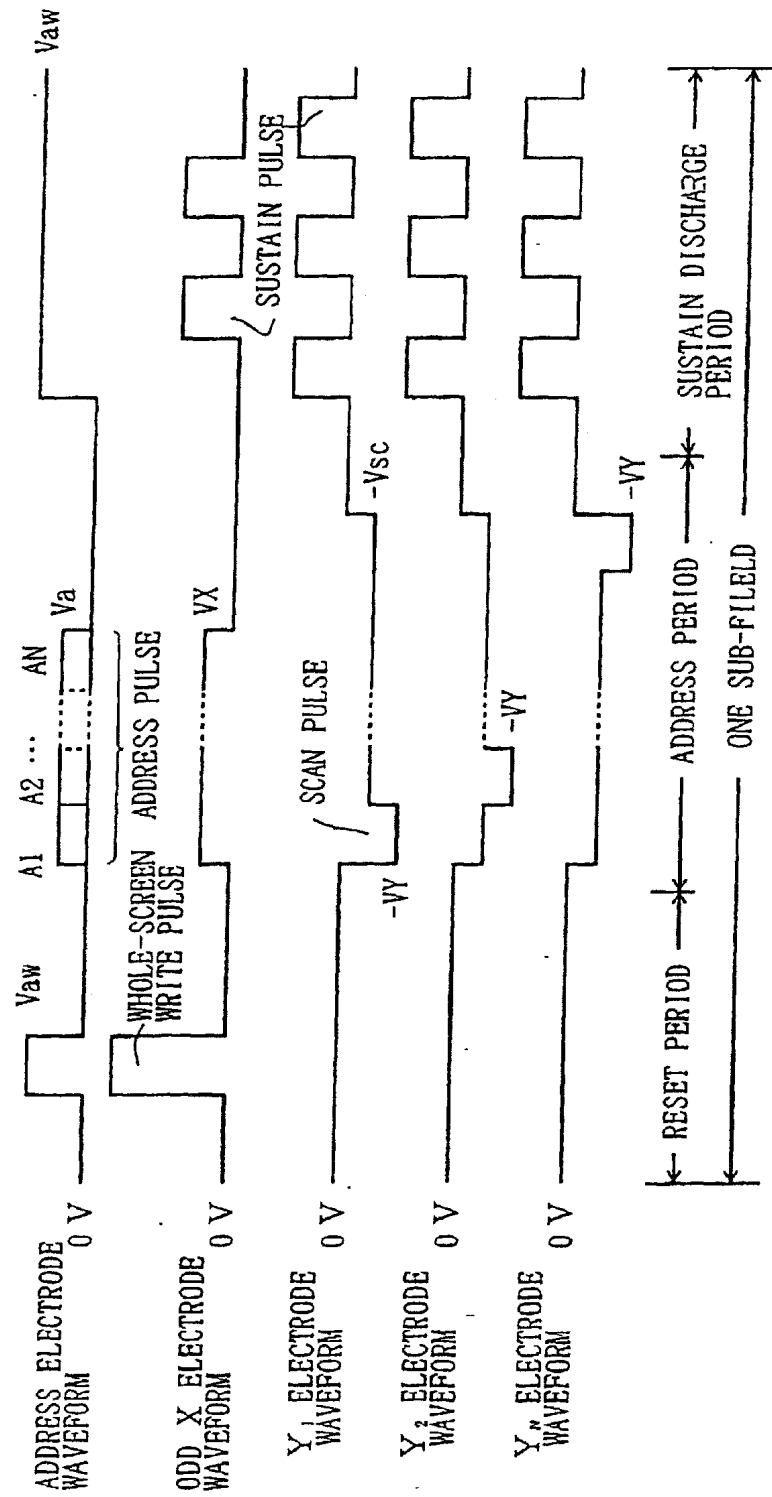 ADDRESS ELECTRODE
WAVEFORM
0 V
Vaw
A1
A2
...
AN
Va
Vaw
ADDRESS PULSE
WHOLE-SCREEN
WRITE PULSE
ODD X ELECTRODE
WAVEFORM
0 V
VX
SUSTAIN PULSE
Y1 ELECTRODE
WAVEFORM
0 V
-VY
SCAN PULSE
-Vsc
Y2 ELECTRODE
WAVEFORM
0 V
-VY
YN ELECTRODE
WAVEFORM
0 V
-VY
RESET PERIOD
ADDRESS PERIOD
SUSTAIN DISCHARGE
PERIOD
ONE SUB-FILELD